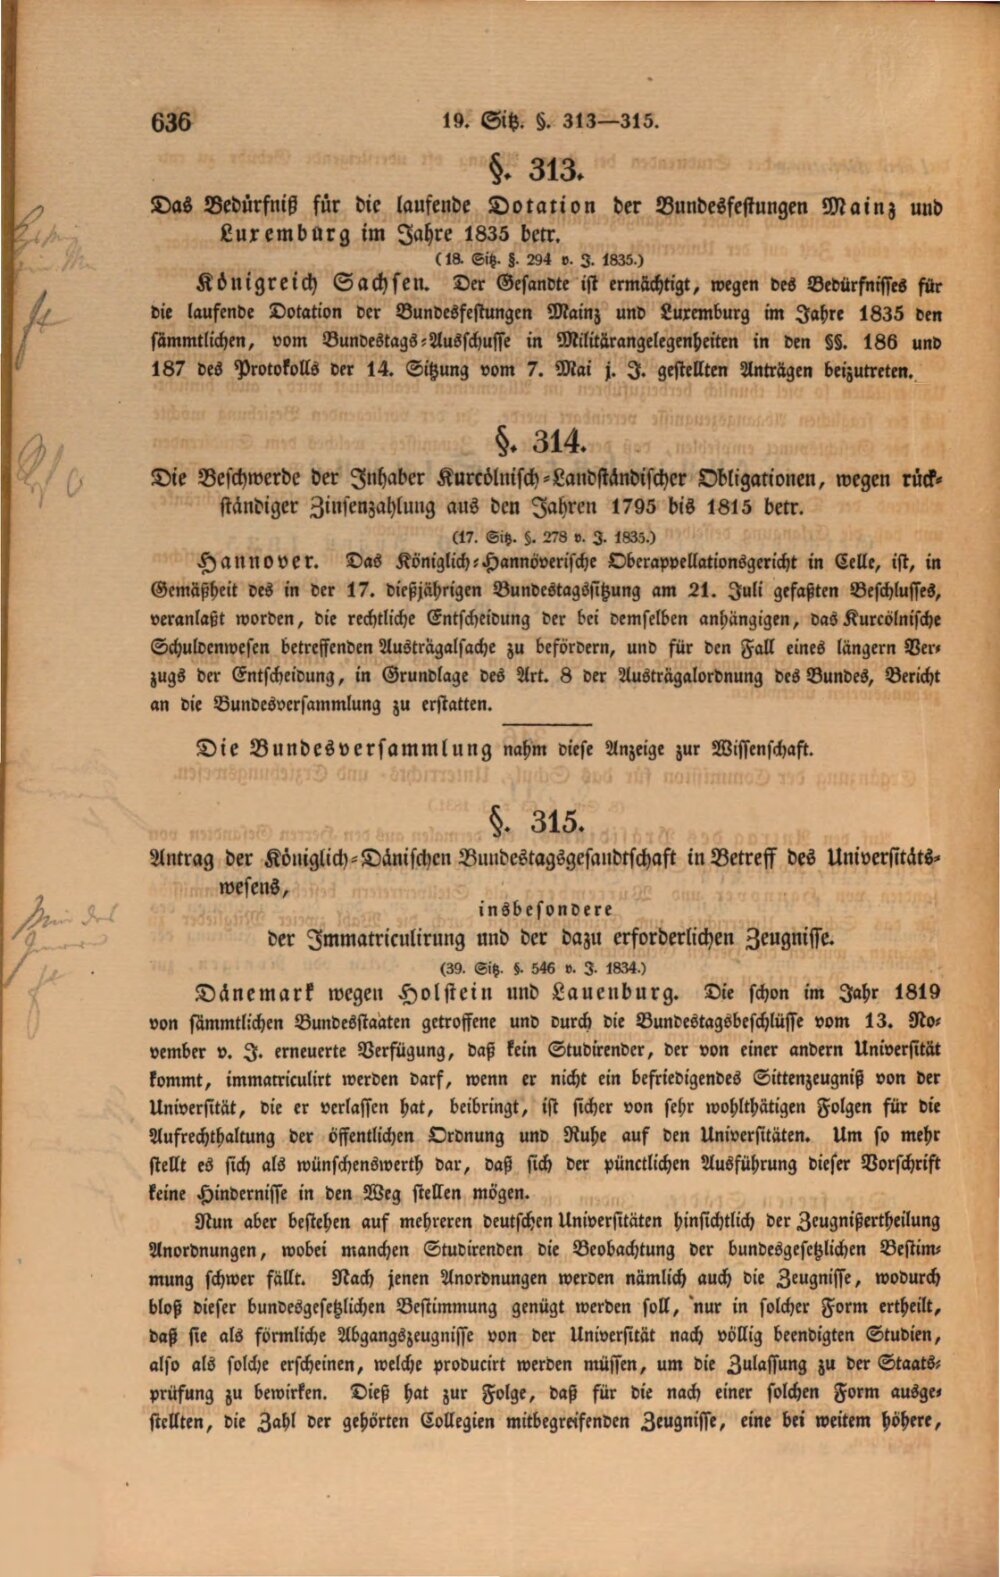 636
19. Sitz. §. 313—315.
§. 313.
Das Bedürfniß für die laufende Dotation der Bundesfestungen Mainz und
Luxemburg im Jahre 1835 betr.
(18. Sitz. §. 294 v. J. 1835.)
Königreich Sachsen. Der Gesandte ist ermächtigt, wegen des Bedürfnisses für
die laufende Dotation der Bundesfestungen Mainz und Luxemburg im Jahre 1835 den
sämmtlichen, vom Bundestags-Ausschusse in Militärangelegenheiten in den §§. 186 und
187 des Protokolls der 14. Sitzung vom 7. Mai j. J. gestellten Anträgen beizutreten.
§. 314.
Die Beschwerde der Inhaber Kurcölnisch-Landständischer Obligationen, wegen rück-
ständiger Zinsenzahlung aus den Jahren 1795 bis 1815 betr.
(17. Sitz. §. 278 v. J. 1835.)
Hannover. Das Königlich-Hannöverische Oberappellationsgericht in Celle, ist, in
Gemäßheit des in der 17. dießjährigen Bundestagssitzung am 21. Juli gefaßten Beschlusses,
veranlaßt worden, die rechtliche Entscheidung der bei demselben anhängigen, das Kurcölnische
Schuldenwesen betreffenden Austrägalsache zu befördern, und für den Fall eines längern Ver-
zugs der Entscheidung, in Grundlage des Art. 8 der Austrägalordnung des Bundes, Bericht
an die Bundesversammlung zu erstatten.
Die Bundesversammlung nahm diese Anzeige zur Wissenschaft.
§. 315.
Antrag der Königlich-Dänischen Bundestagsgesandtschaft in Betreff des Universitäts-
wesens,
insbesondere
der Immatriculirung und der dazu erforderlichen Zeugnisse.
(39. Sitz. §. 546 v. J. 1834.)
Dänemark wegen Holstein und Lauenburg. Die schon im Jahr 1819
von sämmtlichen Bundesstaaten getroffene und durch die Bundestagsbeschlüsse vom 13. No-
vember v. J. erneuerte Verfügung, daß kein Studirender, der von einer andern Universität
kommt, immatriculirt werden darf, wenn er nicht ein befriedigendes Sittenzeugniß von der
Universität, die er verlassen hat, beibringt, ist sicher von sehr wohlthätigen Folgen für die
Aufrechthaltung der öffentlichen Ordnung und Ruhe auf den Universitäten. Um so mehr
stellt es sich als wünschenswerth dar, daß sich der pünctlichen Ausführung dieser Vorschrift
keine Hindernisse in den Weg stellen mögen.
Nun aber bestehen auf mehreren deutschen Universitäten hinsichtlich der Zeugnißertheilung
Anordnungen, wobei manchen Studirenden die Beobachtung der bundesgesetzlichen Bestim-
mung schwer fällt. Nach jenen Anordnungen werden nämlich auch die Zeugnisse, wodurch
bloß dieser bundesgesetzlichen Bestimmung genügt werden soll, nur in solcher Form ertheilt,
daß sie als förmliche Abgangszeugnisse von der Universität nach völlig beendigten Studien,
also als solche erscheinen, welche producirt werden müssen, um die Zulassung zu der Staats-
prüfung zu bewirken. Dieß hat zur Folge, daß für die nach einer solchen Form ausge-
stellten, die Zahl der gehörten Collegien mitbegreifenden Zeugnisse, eine bei weitem höhere,